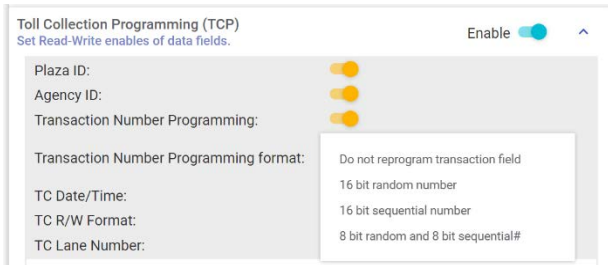 Toll Collection Programming (TCP)
Set Read-Write enables of data fields.
Enable
Plaza ID:
Agency ID:
Transaction Number Programming:
Transaction Number Programming format:
Do not reprogram transaction field
16 bit random number
16 bit sequential number
8 bit random and 8 bit sequential#
TC Date/Time:
TC R/W Format:
TC Lane Number: